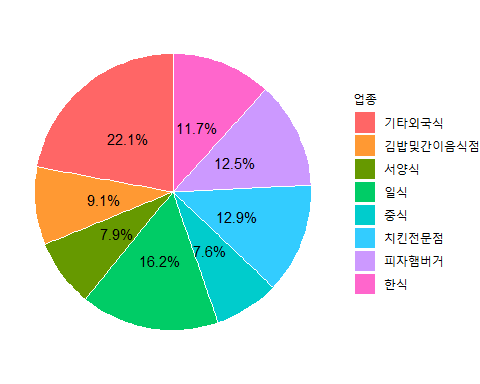 22.1%
11.7%
12.5%
12.9%
7.6%
16.2%
7.9%
9.1%
업종
기타외국식
김밥및간이음식점
서양식
일식
중식
치킨전문점
피자햄버거
한식